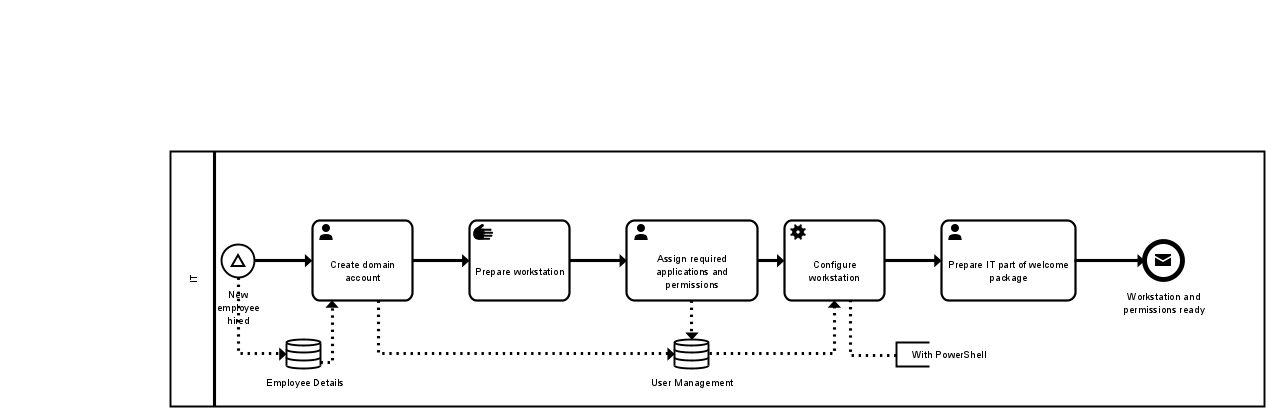 IT
New
employee
hired
Create domain
account
Prepare workstation
Assign required
applications and
permissions
Configure
workstation
Prepare IT part of welcome
package
Workstation and
permissions ready
Employee Details
User Management
With PowerShell